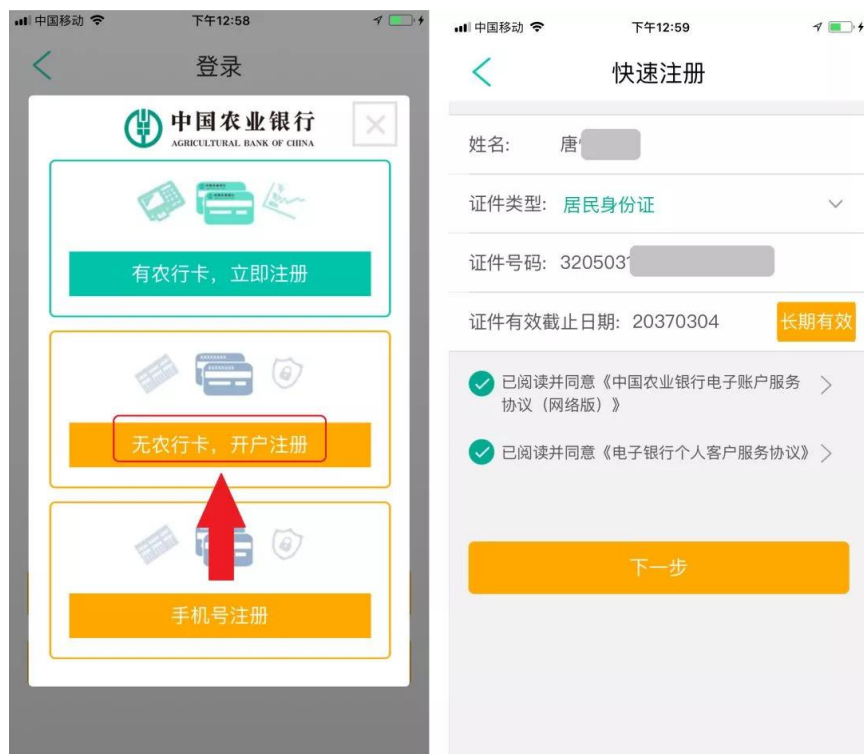 中国移动
下午12:58
登录
中国农业银行
AGRICULTURAL BANK OF CHINA
有农行卡，立即注册
无农行卡，开户注册
手机号注册
中国移动
下午12:59
快速注册
姓名: 唐
证件类型: 居民身份证
证件号码: 320503
证件有效截止日期: 20370304 长期有效
已阅读并同意《中国农业银行电子账户服务
协议（网络版）》
已阅读并同意《电子银行个人客户服务协议》
下一步